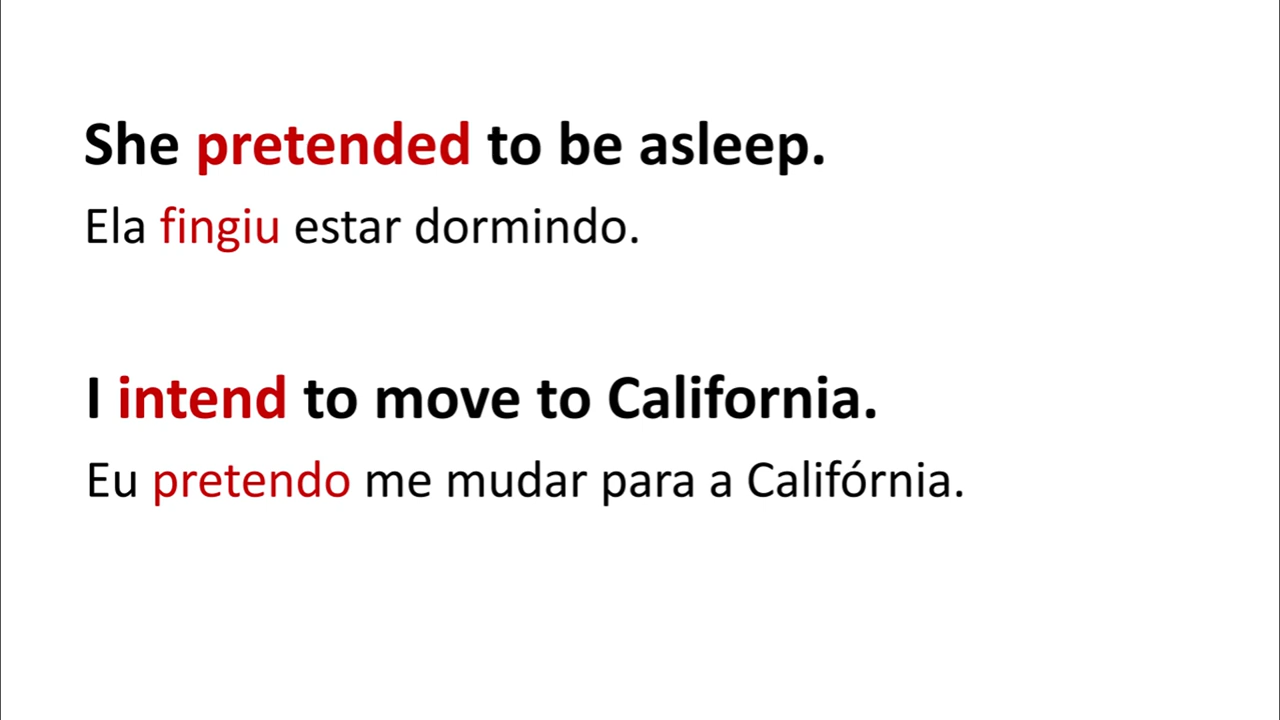 She pretended to be asleep.
Ela fingiu estar dormindo.
I intend to move to California.
Eu pretendo me mudar para a Califórnia.